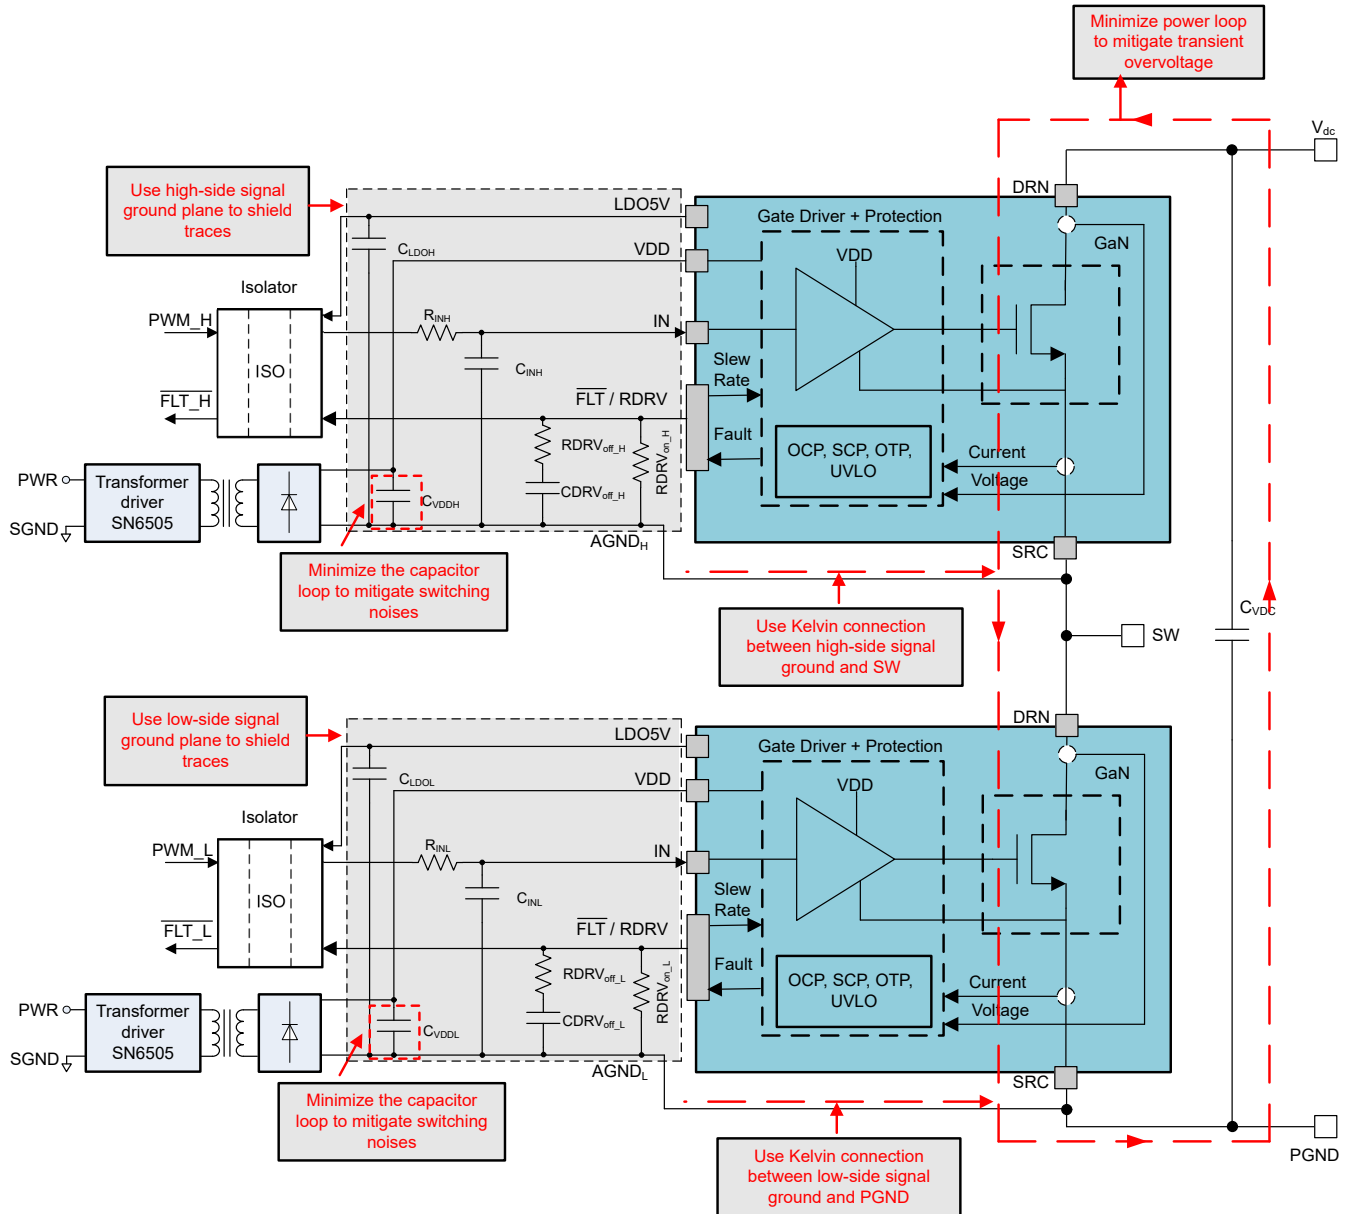 Minimize power loop
to mitigate transient
overvoltage
Vdc
Use high-side signal
ground plane to shield
traces
LDO5V
DRN
Gate Driver + Protection
GaN
CLDOH
VDD
VDD
Isolator
PWM_H
RINH
IN
ISO
CINH
Slew
Rate
FLT_H
FLT / RDRV
RDRVoff_H
RDRVon_H
Fault
OCP, SCP, OTP,
UVLO
Current
Voltage
PWR
Transformer
driver
SN6505
CVDDH
CDRVoff_H
SGND
AGNDH
SRC
Minimize the capacitor
loop to mitigate switching
noises
Use Kelvin connection
between high-side signal
ground and SW
CVDC
SW
Use low-side signal
ground plane to shield
traces
LDO5V
DRN
Gate Driver + Protection
GaN
CLDOL
VDD
VDD
Isolator
PWM_L
RINL
IN
ISO
CINL
Slew
Rate
FLT_L
FLT / RDRV
RDRVoff_L
RDRVon_L
Fault
OCP, SCP, OTP,
UVLO
Current
Voltage
PWR
Transformer
driver
SN6505
CVDDL
CDRVoff_L
SGND
AGNDL
SRC
Minimize the capacitor
loop to mitigate switching
noises
Use Kelvin connection
between low-side signal
ground and PGND
PGND